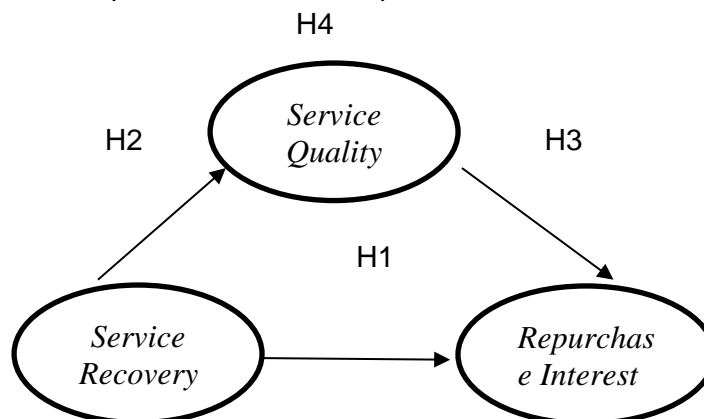 H4
Service
Quality
H2
H3
H1
Service
Recovery
Repurchas
e Interest